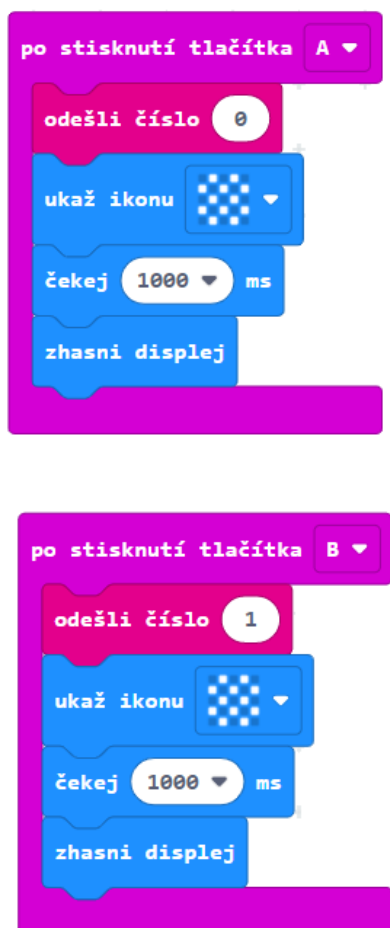 po stisknutí tlačítka A
odešli číslo 0
ukaž ikonu
čekej 1000 ms
zhasni displej
po stisknutí tlačítka B
odešli číslo 1
ukaž ikonu
čekej 1000 ms
zhasni displej